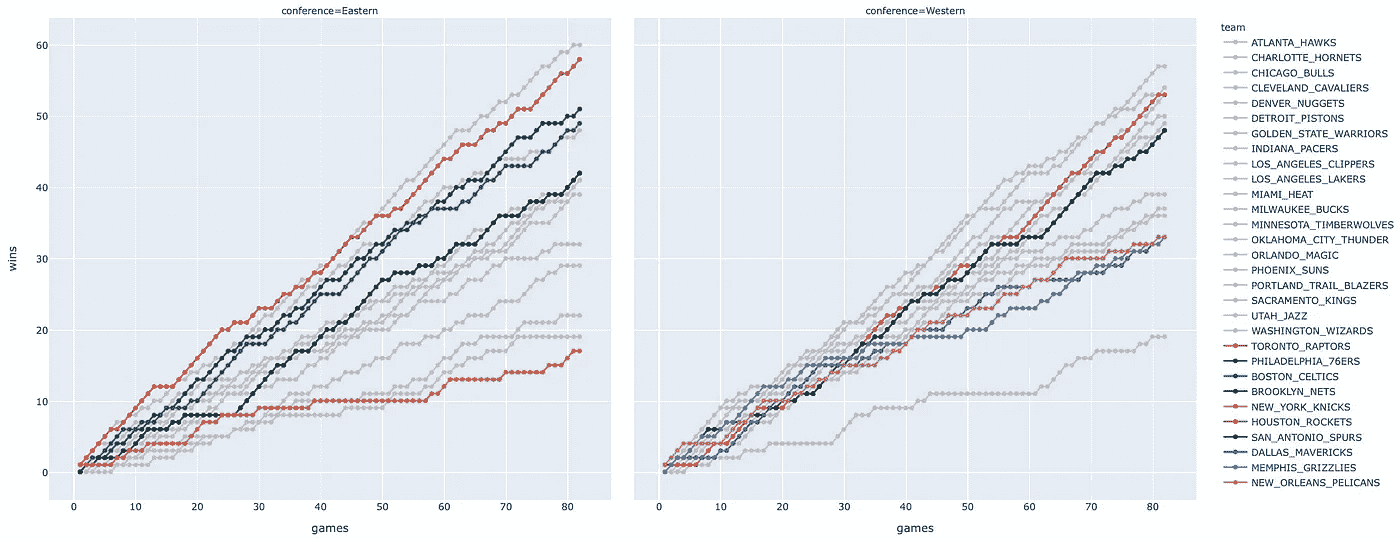 conference=Eastern
conference=Western
team
ATLANTA_HAWKS
CHARLOTTE_HORNETS
CHICAGO_BULLS
CLEVELAND_CAVALIERS
DENVER_NUGGETS
DETROIT_PISTONS
GOLDEN_STATE_WARRIORS
INDIANA_PACERS
LOS_ANGELES_CLIPPERS
LOS_ANGELES_LAKERS
MIAMI_HEAT
MILWAUKEE_BUCKS
MINNESOTA_TIMBERWOLVES
OKLAHOMA_CITY_THUNDER
ORLANDO_MAGIC
PHOENIX_SUNS
PORTLAND_TRAIL_BLAZERS
SACRAMENTO_KINGS
UTAH_JAZZ
WASHINGTON_WIZARDS
TORONTO_RAPTORS
PHILADELPHIA_76ERS
BOSTON_CELTICS
BROOKLYN_NETS
NEW_YORK_KNICKS
HOUSTON_ROCKETS
SAN_ANTONIO_SPURS
DALLAS_MAVERICKS
MEMPHIS_GRIZZLIES
NEW_ORLEANS_PELICANS
wins
60
50
40
30
20
10
0
0 10 20 30 40 50 60 70 80
0 10 20 30 40 50 60 70 80
games
games